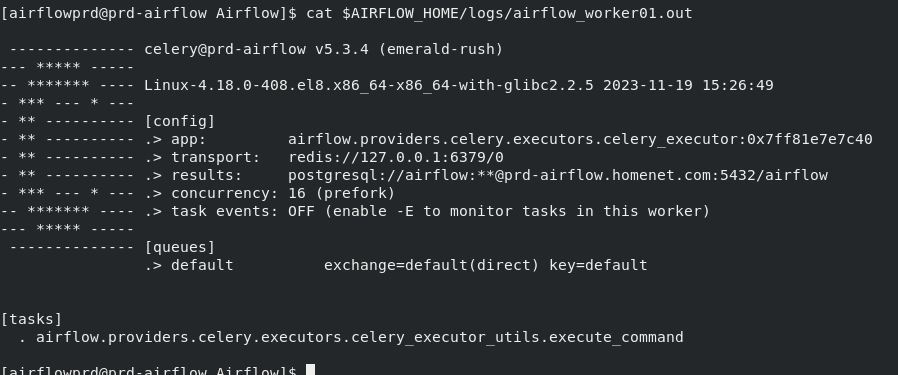 [airflowprd@prd-airflow Airflow]$ cat $AIRFLOW_HOME/logs/airflow_worker01.out

 -------------- celery@prd-airflow v5.3.4 (emerald-rush)
--- ***** -----
-- ******* ---- Linux-4.18.0-408.el8.x86_64-x86_64-with-glibc2.2.5 2023-11-19 15:26:49
- *** --- * ---
- ** ---------- [config]
- ** ---------- .> app:         airflow.providers.celery.executors.celery_executor:0x7ff81e7e7c40
- ** ---------- .> transport:   redis://127.0.0.1:6379/0
- ** ---------- .> results:     postgresql://airflow:**@prd-airflow.homenet.com:5432/airflow
- *** --- * --- .> concurrency: 16 (prefork)
-- ******* ---- .> task events: OFF (enable -E to monitor tasks in this worker)
--- ***** -----
 -------------- [queues]
                .> default          exchange=default(direct) key=default


[tasks]
  . airflow.providers.celery.executors.celery_executor_utils.execute_command

[airflowprd@prd-airflow Airflow]$